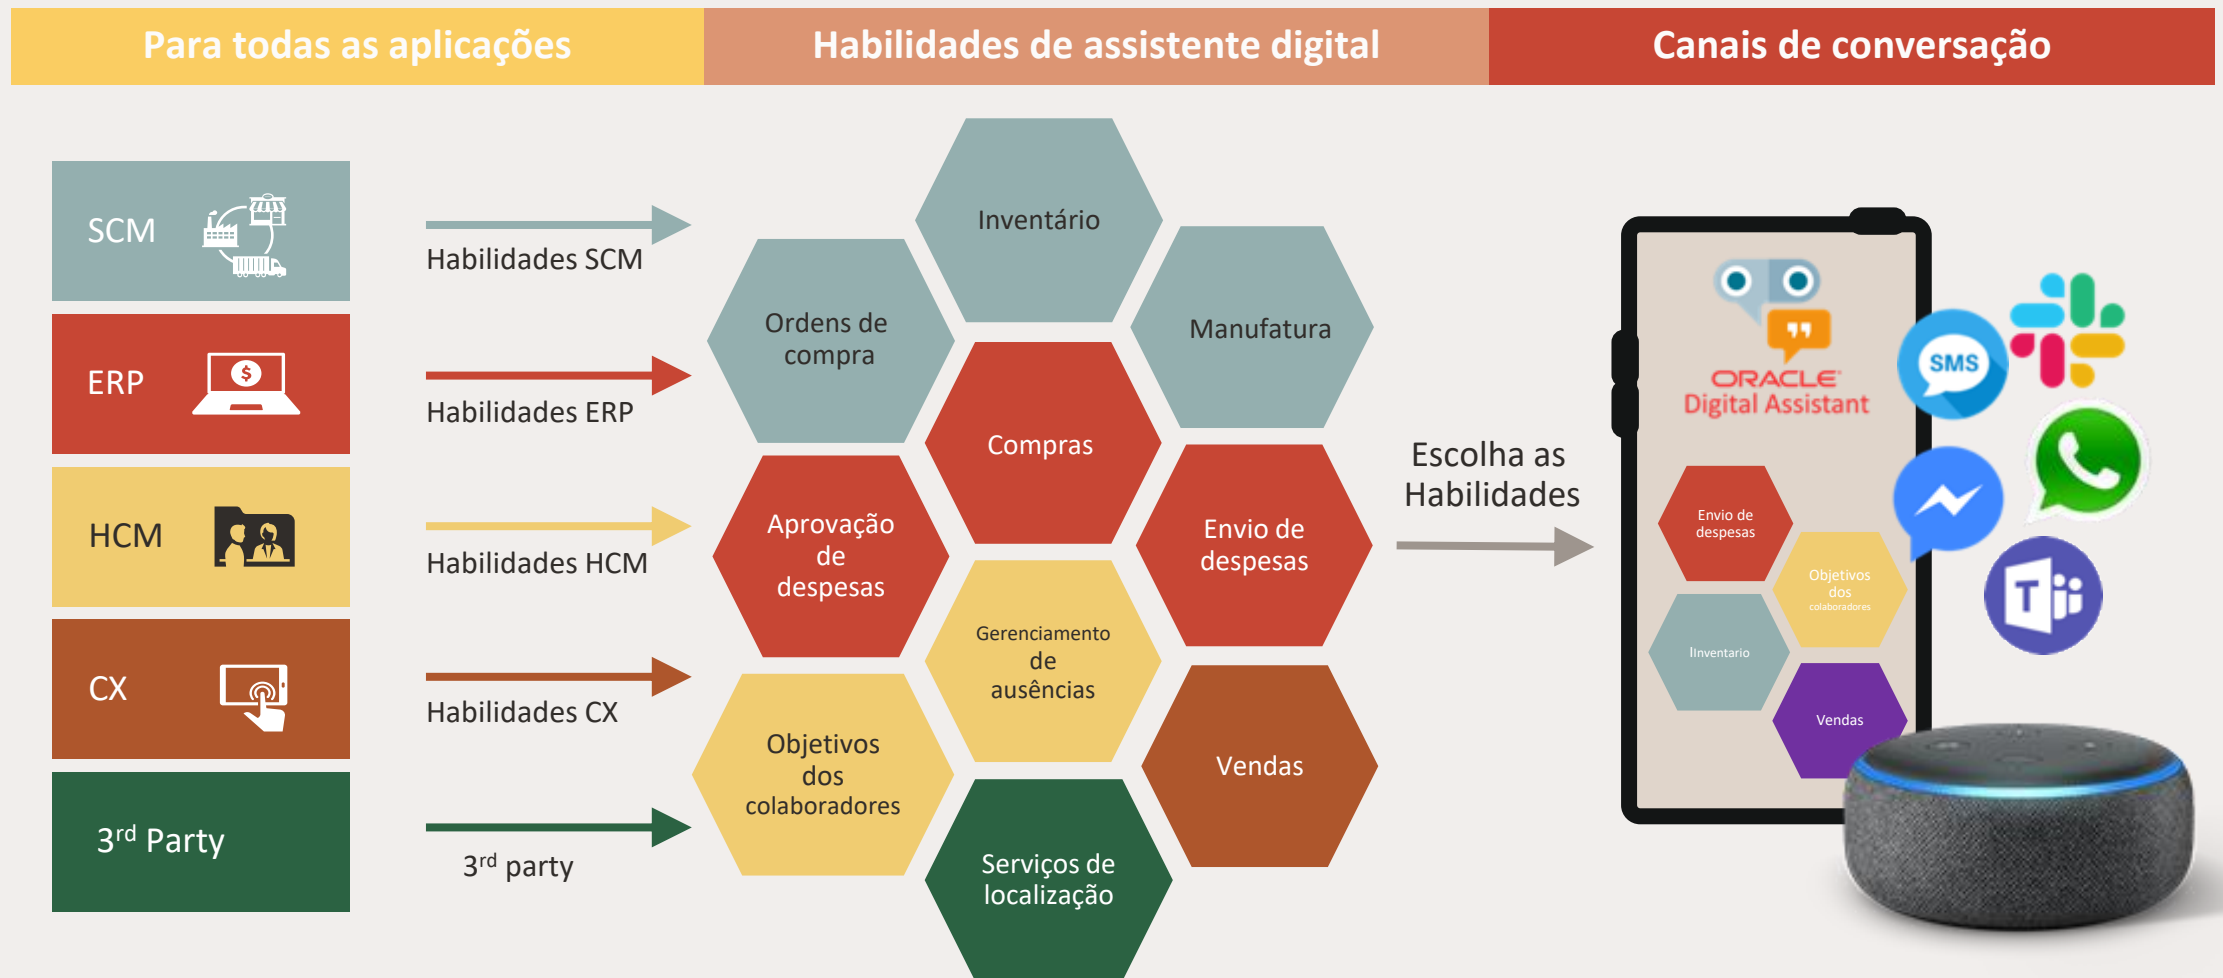 Para todas as aplicações
Habilidades de assistente digital
Canais de conversação
SCM
ERP
HCM
CX
3rd Party
Habilidades SCM
Habilidades ERP
Habilidades HCM
Habilidades CX
3rd party
Inventário
Ordens de
compra
Manufatura
Compras
Aprovação
de
despesas
Envio de
despesas
Gerenciamento
de
ausências
Objetivos
dos
colaboradores
Vendas
Serviços de
localização
Escolha as
Habilidades
ORACLE
Digital Assistant
Envio de
despesas
Objetivos
dos
colaboradores
IInventario
Vendas
SMS
T